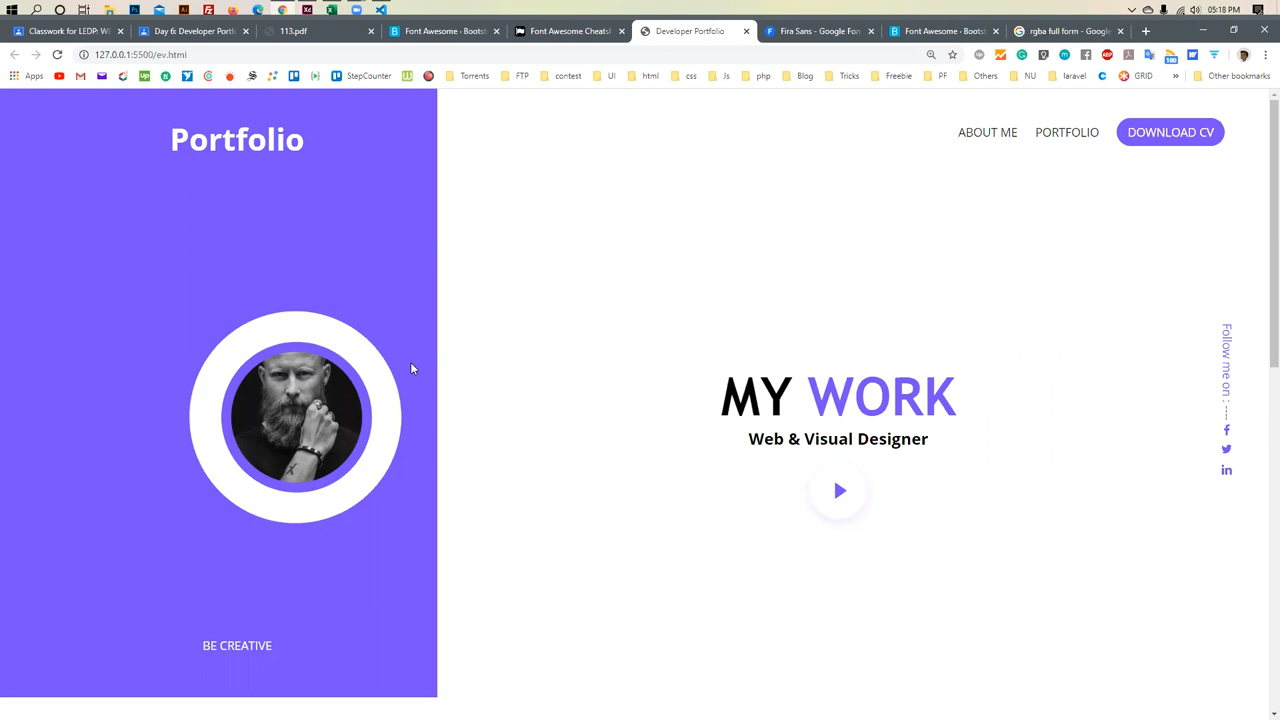 05:18 PM
Classwork for LEDP: W
Day 6: Developer Portf
113.pdf
Font Awesome · Boots
Font Awesome Cheats
Developer Portfolio
Fira Sans - Google Fon
Font Awesome · Boots
rgba full form - Google
127.0.0.1:5500/ev.html
Apps
StepCounter
Torrents
FTP
contest
UI
html
css
Js
php
Blog
Tricks
Freebie
PF
Others
NU
laravel
GRID
Other bookmarks
Portfolio
ABOUT ME
PORTFOLIO
DOWNLOAD CV
Follow me on : ----
MY WORK
Web & Visual Designer
BE CREATIVE